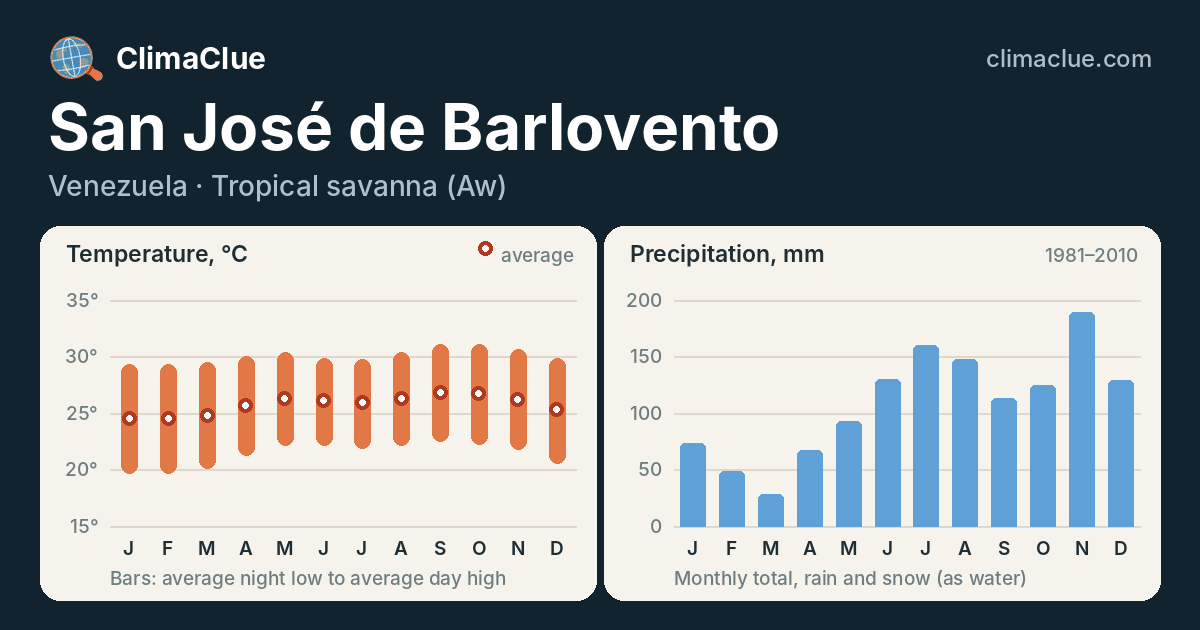 ClimaClue
climaclue.com
San José de Barlovento
Venezuela · Tropical savanna (Aw)
Temperature, °C
average
35°
30°
25°
20°
15°
J F M A M J J A S O N D
Bars: average night low to average day high
Precipitation, mm
1981–2010
200
150
100
50
0
J F M A M J J A S O N D
Monthly total, rain and snow (as water)